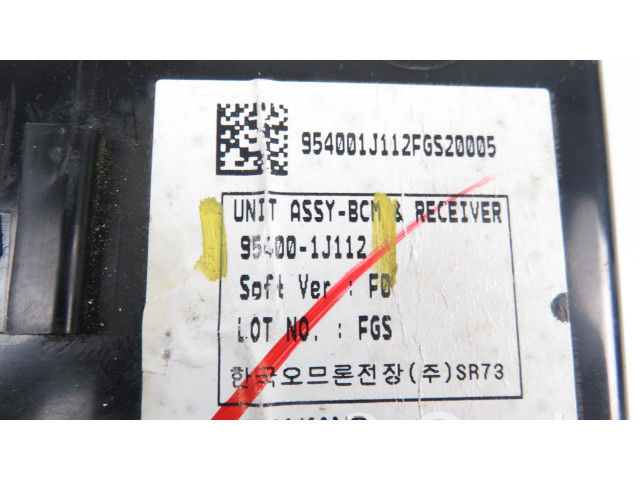 954001J112FGS20005
UNIT ASSY-BCM & RECEIVER
95400-1J112
Soft Ver : F0
LOT NO. : FGS
한국오므론전장(주)SR73